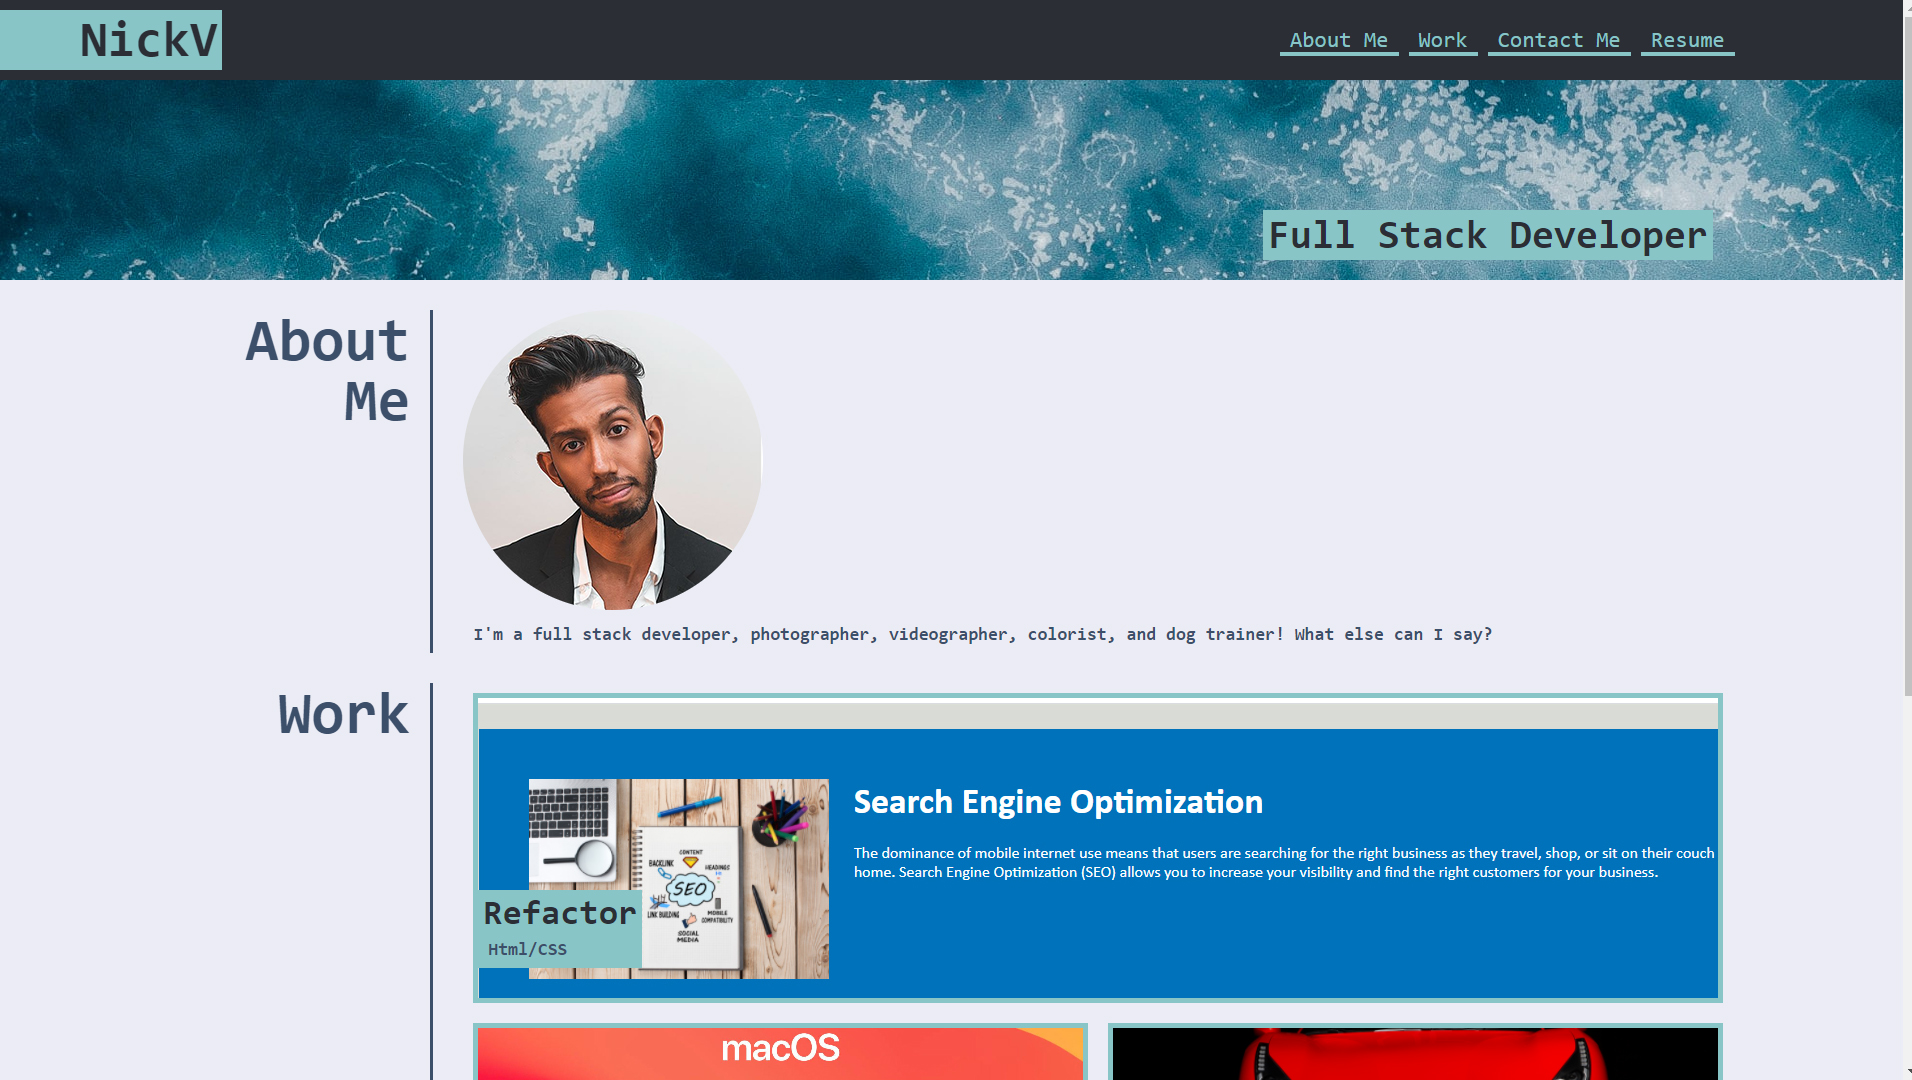 NickV
About Me Work Contact Me Resume
Full Stack Developer
About
Me
I'm a full stack developer, photographer, videographer, colorist, and dog trainer! What else can I say?
Work
Search Engine Optimization
The dominance of mobile internet use means that users are searching for the right business as they travel, shop, or sit on their couch
home. Search Engine Optimization (SEO) allows you to increase your visibility and find the right customers for your business.
CONTENT
BACKLINK
HEADINGS
SEO
LINK BUILDING
MOBILE
COMPATIBILITY
SOCIAL
MEDIA
Refactor
Html/CSS
macOS